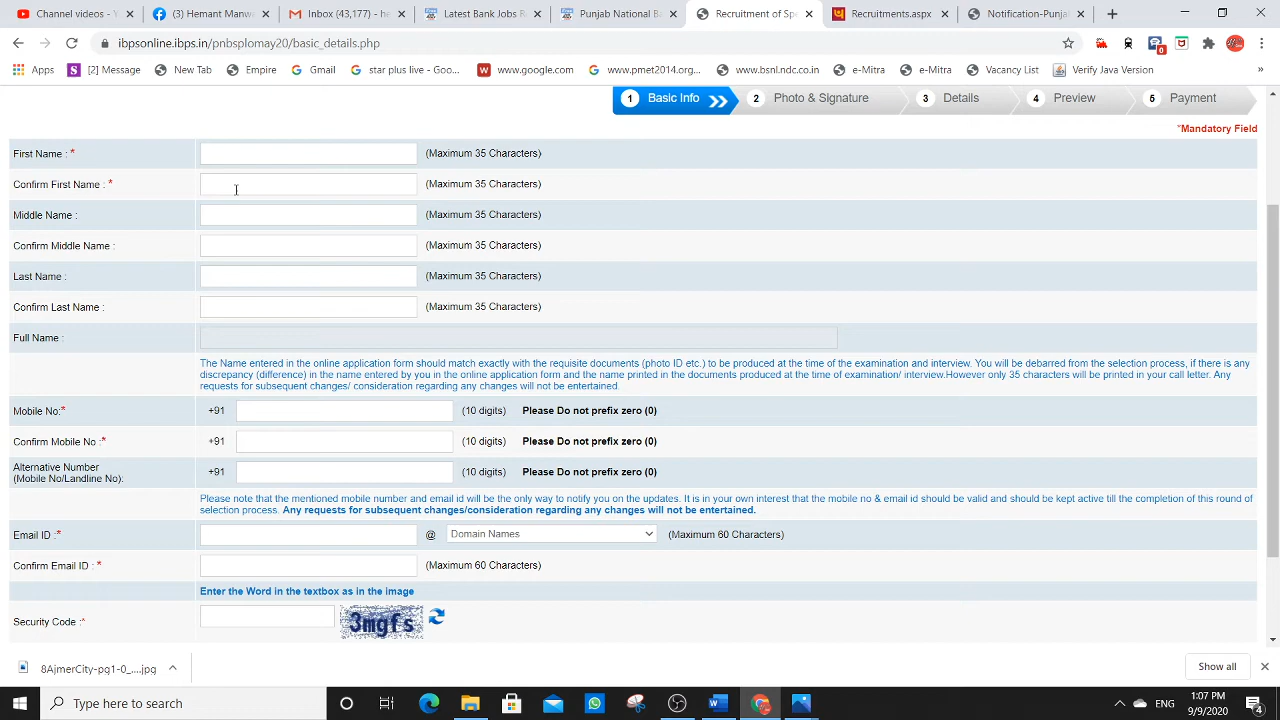 Channel videos - Y
(3) Hemant Manw
Inbox (43,177) - he
Latest Bank Jobs R
Punjab National B
Recruitment of Spe
Recruitments.aspx
Notification-Punja
ibpsonline.ibps.in/pnbsplomay20/basic_details.php
0
Apps
[2] Message
New Tab
Empire
Gmail
star plus live - Goo...
www.google.com
www.pmet2014.org...
www.bsnl.ndc.co.in
e-Mitra
e-Mitra
Vacancy List
Verify Java Version
»
1 Basic Info
2 Photo & Signature
3 Details
4 Preview
5 Payment
*Mandatory Field
First Name : * (Maximum 35 Characters)
Confirm First Name : * (Maximum 35 Characters)
Middle Name : (Maximum 35 Characters)
Confirm Middle Name : (Maximum 35 Characters)
Last Name : (Maximum 35 Characters)
Confirm Last Name : (Maximum 35 Characters)
Full Name :
The Name entered in the online application form should match exactly with the requisite documents (photo ID etc.) to be produced at the time of the examination and interview. You will be debarred from the selection process, if there is any
discrepancy (difference) in the name entered by you in the online application form and the name printed in the documents produced at the time of examination/ interview.However only 35 characters will be printed in your call letter. Any
requests for subsequent changes/ consideration regarding any changes will not be entertained.
Mobile No:* +91 (10 digits) Please Do not prefix zero (0)
Confirm Mobile No :* +91 (10 digits) Please Do not prefix zero (0)
Alternative Number
(Mobile No/Landline No): +91 (10 digits) Please Do not prefix zero (0)
Please note that the mentioned mobile number and email id will be the only way to notify you on the updates. It is in your own interest that the mobile no & email id should be valid and should be kept active till the completion of this round of
selection process. Any requests for subsequent changes/consideration regarding any changes will not be entertained.
Email ID :* @ Domain Names (Maximum 60 Characters)
Confirm Email ID : * (Maximum 60 Characters)
Enter the Word in the textbox as in the image
Security Code :* 3mgfs
8AjmerCity-pg1-0_....jpg
Show all
Type here to search
ENG
1:07 PM
9/9/2020
4